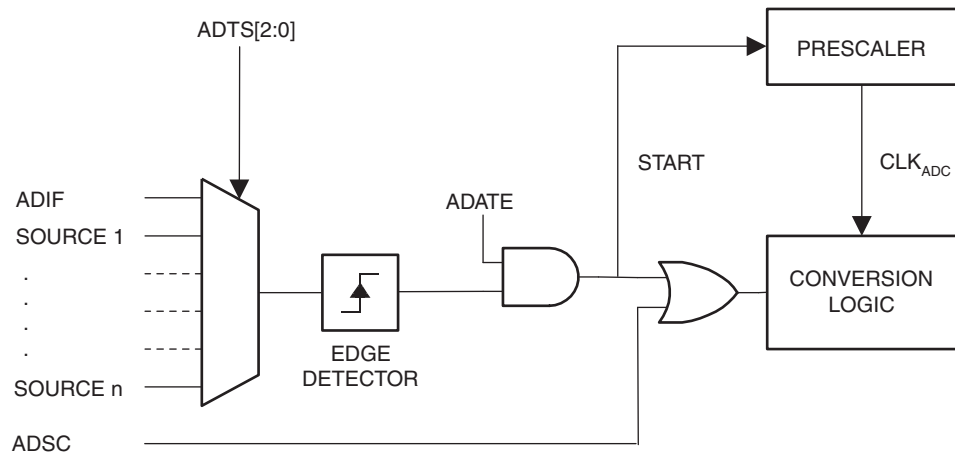 ADTS[2:0]
PRESCALER
START
CLKADC
ADIF
ADATE
SOURCE 1
.
.
.
.
CONVERSION
LOGIC
EDGE
DETECTOR
SOURCE n
ADSC